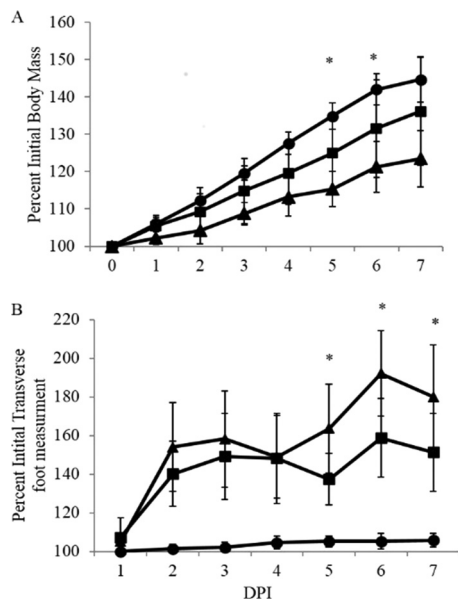 A
160
150
140
130
120
110
100
Percent Initial Body Mass
* *
0 1 2 3 4 5 6 7
B
220
200
180
160
140
120
100
Percent Intital Transverse
foot measurment
* * *
1 2 3 4 5 6 7
DPI